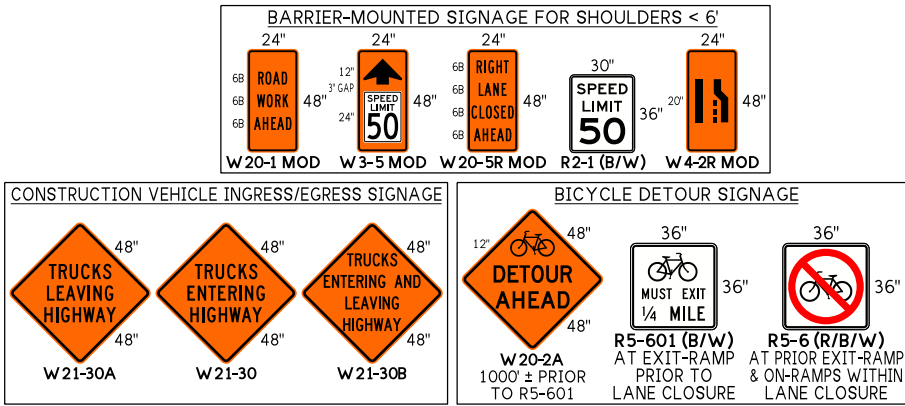 BARRIER-MOUNTED SIGNAGE FOR SHOULDERS < 6'
24"
6B
6B
6B
ROAD
WORK
AHEAD
48"
W20-1 MOD
24"
12"
3" GAP
24"
SPEED
LIMIT
50
48"
W3-5 MOD
24"
6B
6B
6B
6B
RIGHT
LANE
CLOSED
AHEAD
48"
W20-5R MOD
30"
SPEED
LIMIT
50
36"
R2-1 (B/W)
24"
20"
48"
W4-2R MOD
CONSTRUCTION VEHICLE INGRESS/EGRESS SIGNAGE
48"
TRUCKS
LEAVING
HIGHWAY
48"
W21-30A
48"
TRUCKS
ENTERING
HIGHWAY
48"
W21-30
48"
TRUCKS
ENTERING AND
LEAVING
HIGHWAY
48"
W21-30B
BICYCLE DETOUR SIGNAGE
12"
48"
DETOUR
AHEAD
48"
W20-2A
1000' ± PRIOR
TO R5-601
36"
MUST EXIT
1/4 MILE
36"
R5-601 (B/W)
AT EXIT-RAMP
PRIOR TO
LANE CLOSURE
36"
36"
R5-6 (R/B/W)
AT PRIOR EXIT-RAMP
& ON-RAMPS WITHIN
LANE CLOSURE